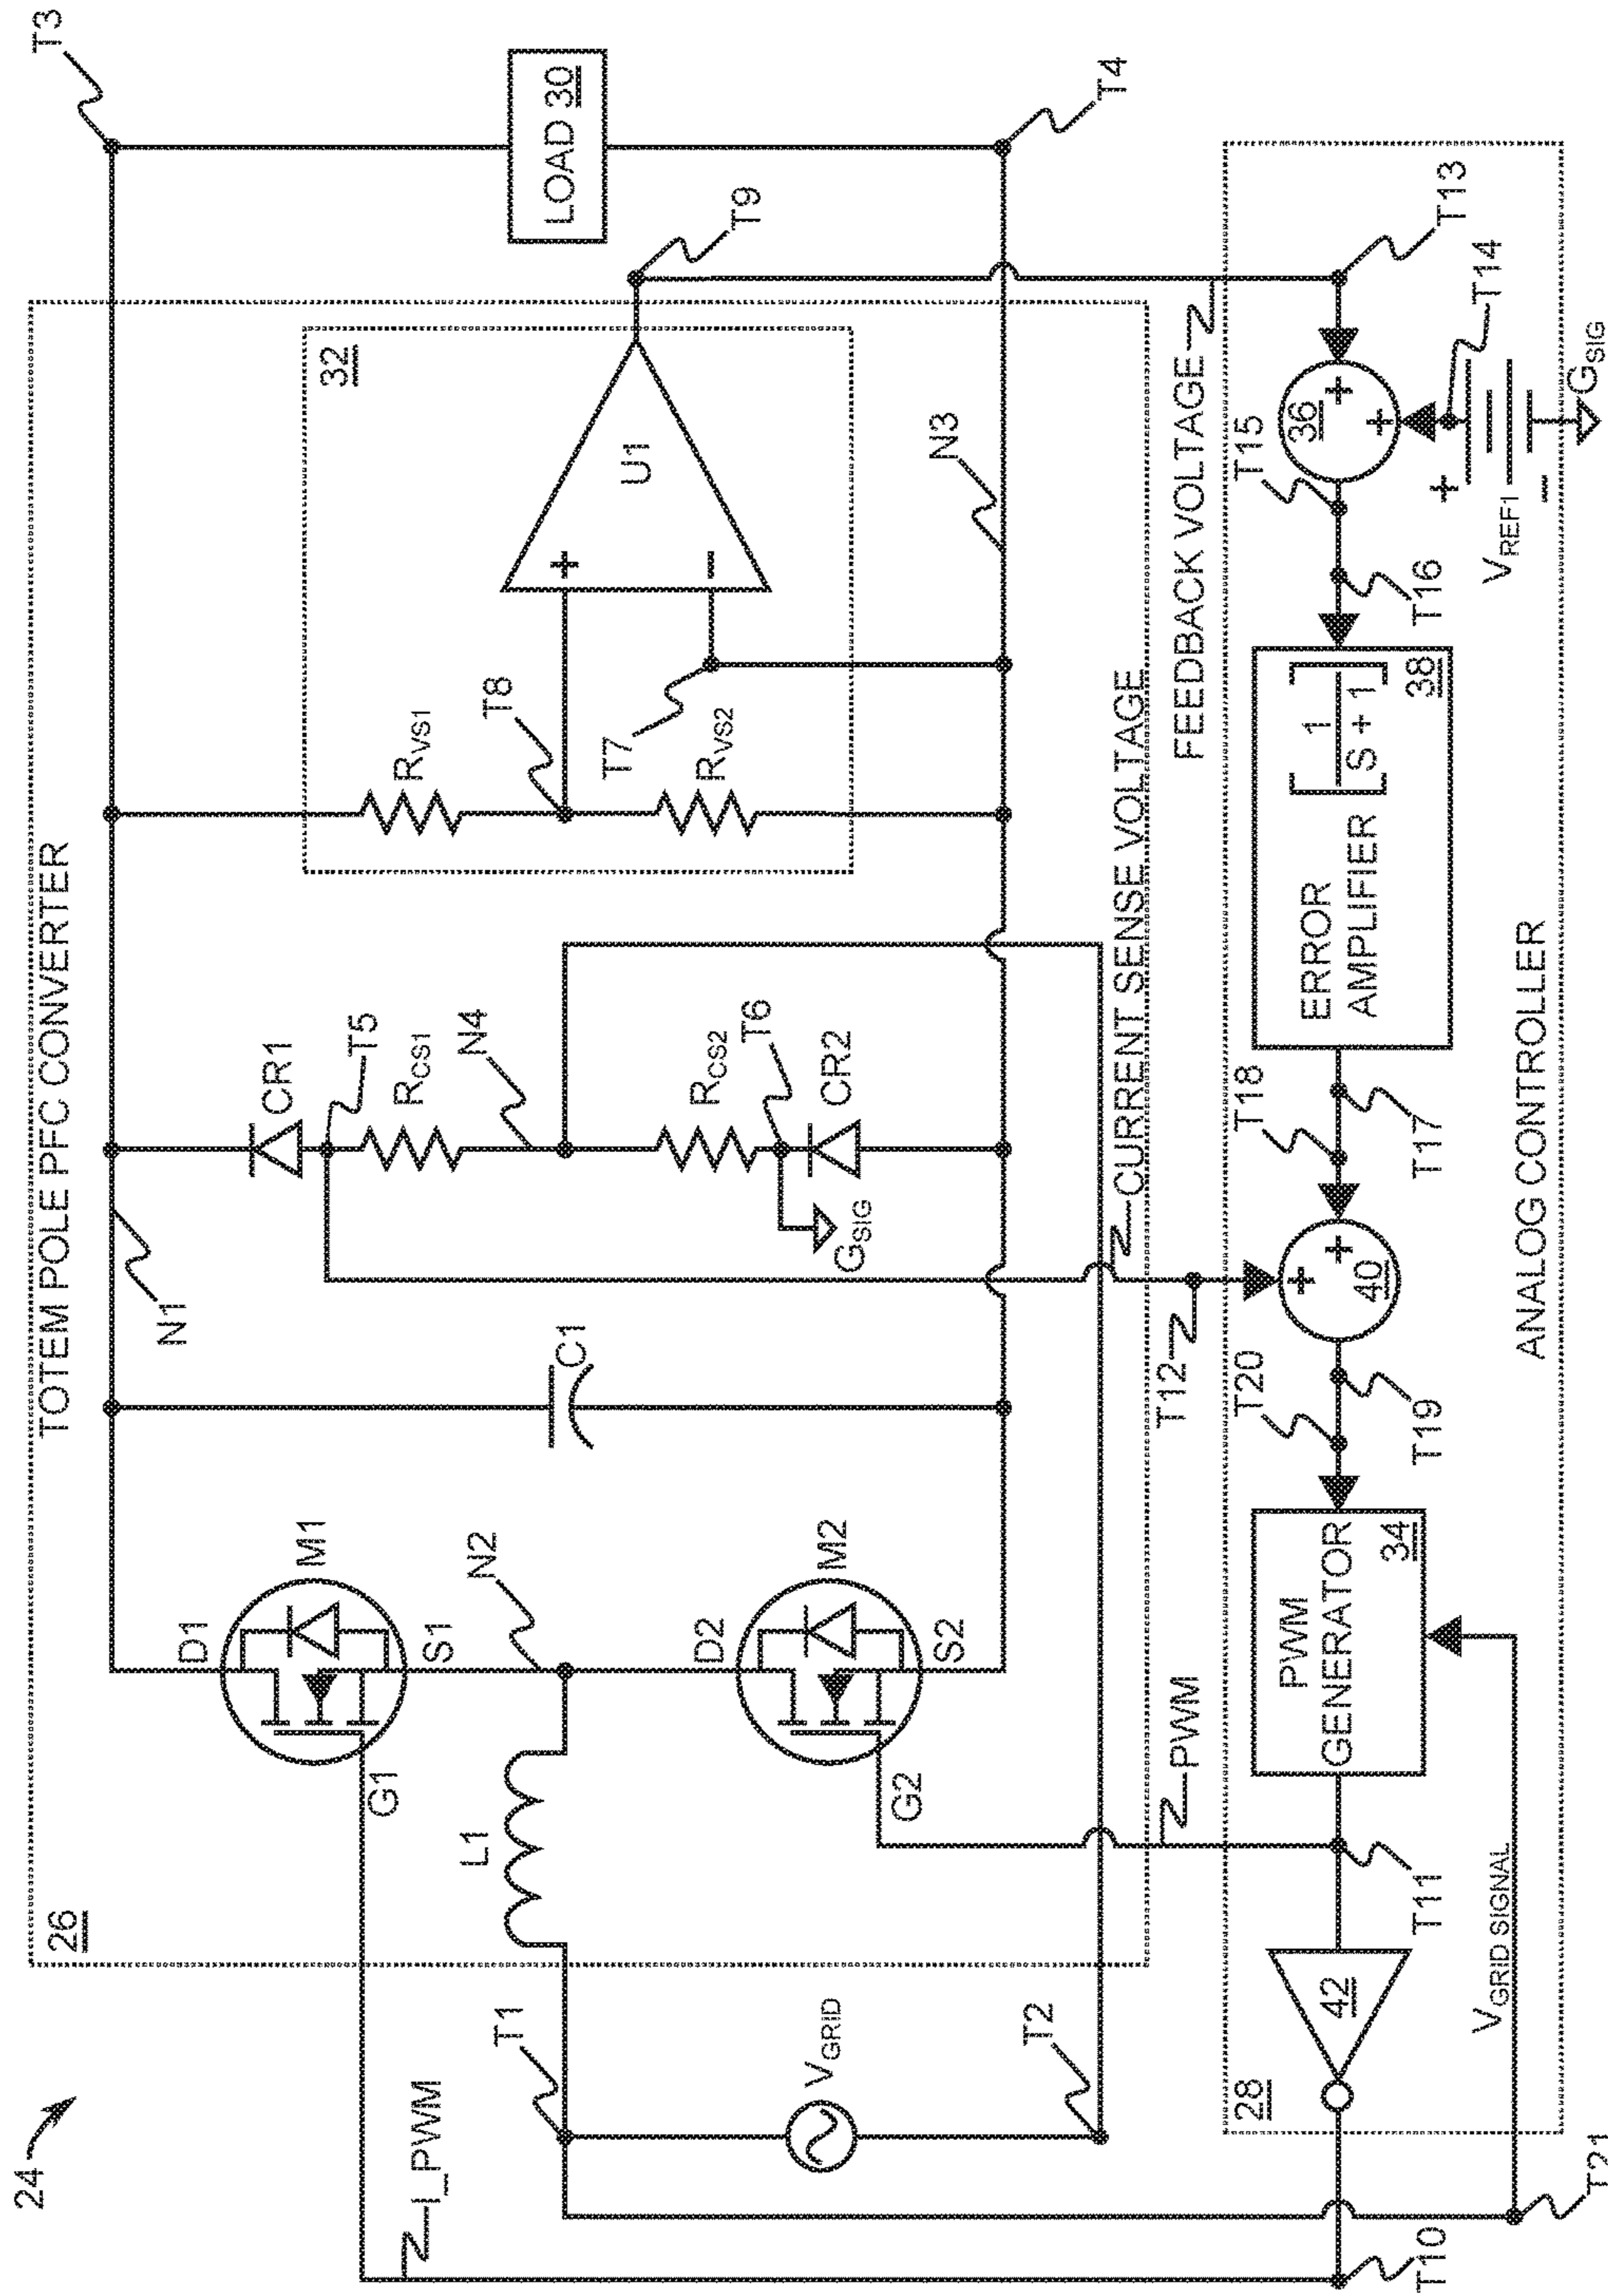 24
TOTEM POLE PFC CONVERTER
26
T3
N1
D1
M1
G1
S1
I_PWM
T1
L1
N2
D2
M2
G2
S2
VGRID
T2
C1
CR1
T5
RCS1
N4
RCS2
T6
CR2
GSIG
32
RVS1
T8
T7
RVS2
U1
+
−
N3
T9
LOAD 30
T4
PWM
T12
CURRENT SENSE VOLTAGE
FEEDBACK VOLTAGE
28
42
T11
PWM
GENERATOR
34
T20
T19
40
+
+
T18
T17
ERROR
AMPLIFIER
[1/S + 1]
38
T16
T15
36
+
+
T13
T14
+
−
VREF1
GSIG
VGRID SIGNAL
ANALOG CONTROLLER
T10
T21